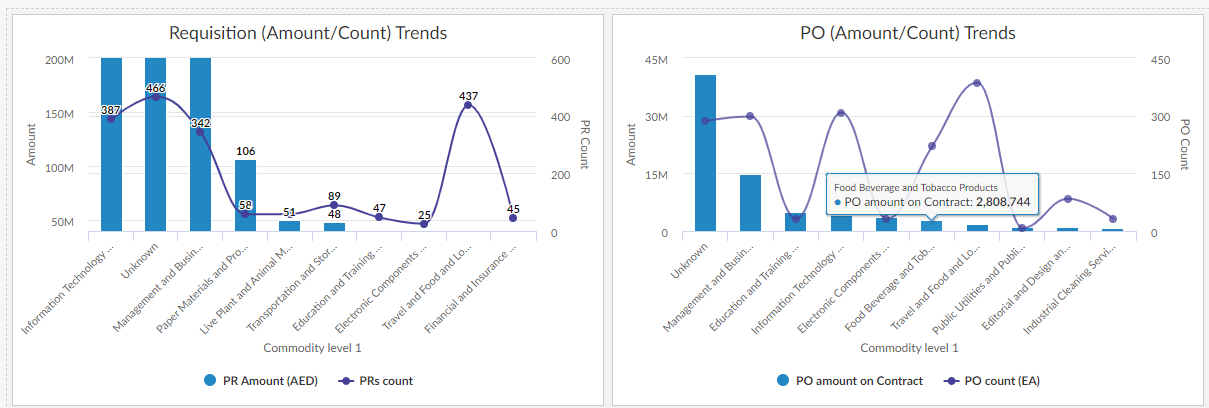 Requisition (Amount/Count) Trends
200M
150M
100M
50M
Amount
600
400
200
0
PR Count
387
466
342
106
58
51
89
48
47
25
437
45
Information Technology ...
Unknown
Management and Busin...
Paper Materials and Pro...
Live Plant and Animal M...
Transportation and Stor...
Education and Training ...
Electronic Components ...
Travel and Food and Lo...
Financial and Insurance ...
Commodity level 1
PR Amount (AED)
PRs count
PO (Amount/Count) Trends
45M
30M
15M
0
Amount
450
300
150
0
PO Count
Food Beverage and Tobacco Products
PO amount on Contract: 2,808,744
Unknown
Management and Busin...
Education and Training ...
Information Technology ...
Electronic Components ...
Food Beverage and Tob...
Travel and Food and Lo...
Public Utilities and Publi...
Editorial and Design an...
Industrial Cleaning Servi...
Commodity level 1
PO amount on Contract
PO count (EA)